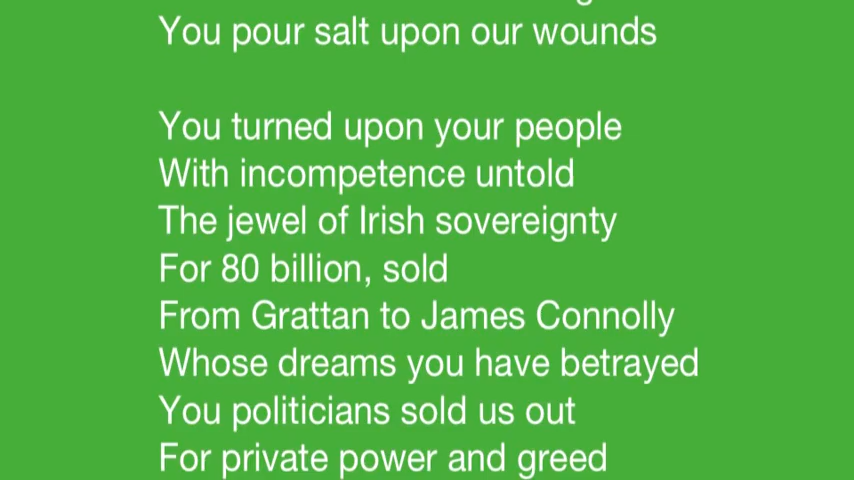 You pour salt upon our wounds
You turned upon your people
With incompetence untold
The jewel of Irish sovereignty
For 80 billion, sold
From Grattan to James Connolly
Whose dreams you have betrayed
You politicians sold us out
For private power and greed